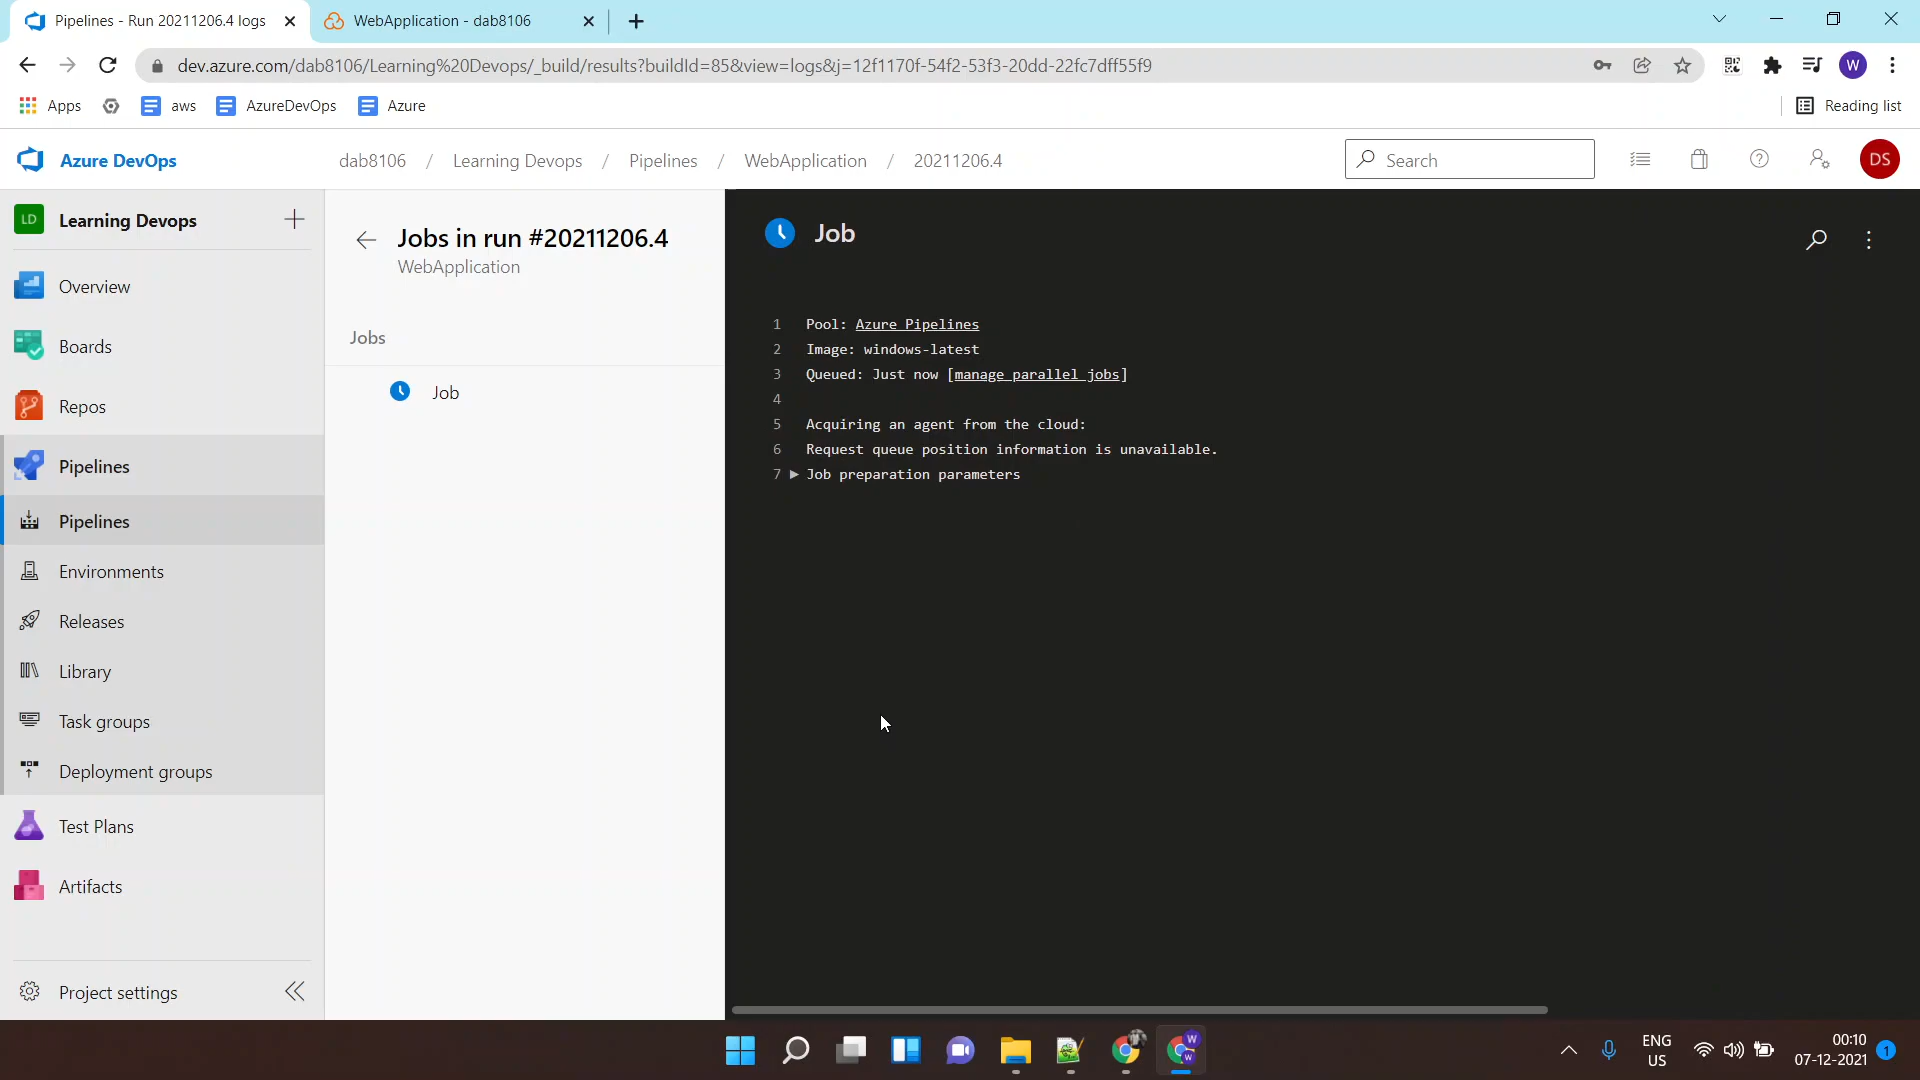 Pipelines - Run 20211206.4 logs
WebApplication - dab8106
dev.azure.com/dab8106/Learning%20Devops/_build/results?buildId=85&view=logs&j=12f1170f-54f2-53f3-20dd-22fc7dff55f9
W
Apps
aws
AzureDevOps
Azure
Reading list
Azure DevOps
dab8106 / Learning Devops / Pipelines / WebApplication / 20211206.4
Search
DS
LD Learning Devops
Overview
Boards
Repos
Pipelines
Pipelines
Environments
Releases
Library
Task groups
Deployment groups
Test Plans
Artifacts
Project settings
Jobs in run #20211206.4
WebApplication
Jobs
Job
Job
1 Pool: Azure Pipelines
2 Image: windows-latest
3 Queued: Just now [manage parallel jobs]
4
5 Acquiring an agent from the cloud:
6 Request queue position information is unavailable.
7 Job preparation parameters
W
W
ENG
US
00:10
07-12-2021
1